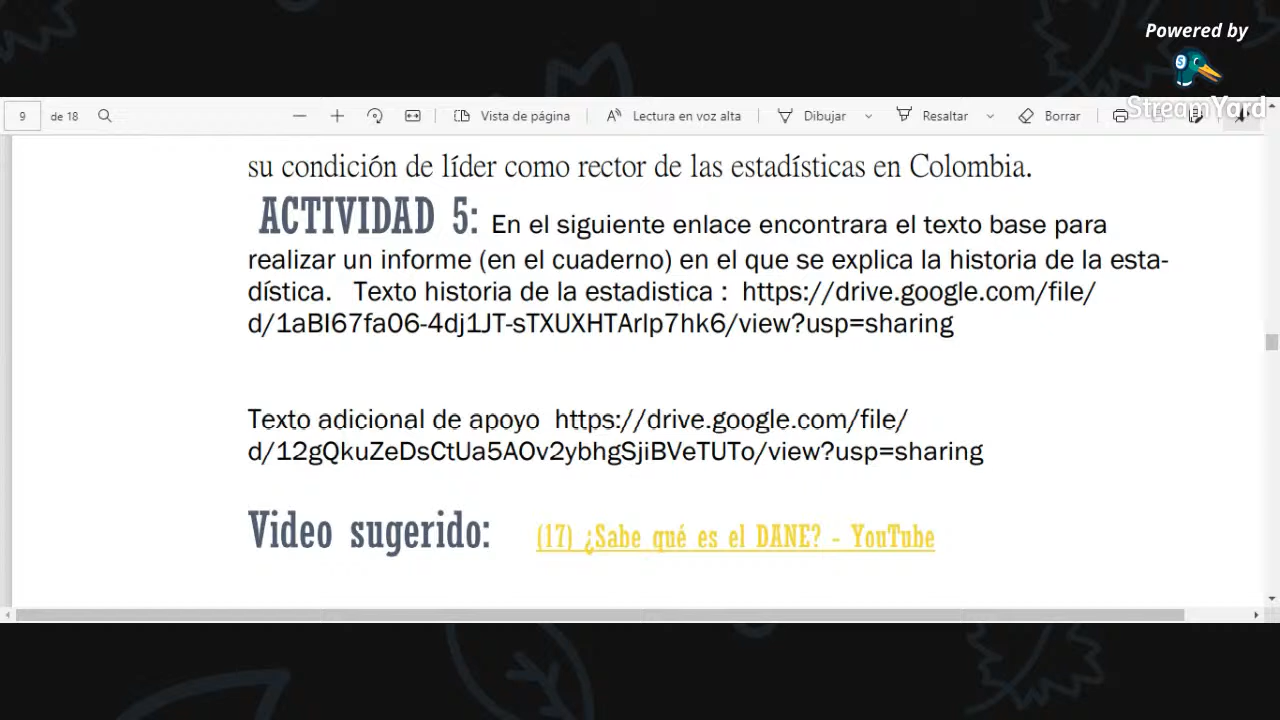 Powered by
StreamYard
9 de 18 Vista de página Lectura en voz alta Dibujar Resaltar Borrar
su condición de líder como rector de las estadísticas en Colombia.
ACTIVIDAD 5: En el siguiente enlace encontrara el texto base para
realizar un informe (en el cuaderno) en el que se explica la historia de la esta-
dística. Texto historia de la estadistica : https://drive.google.com/file/
d/1aBI67fa06-4dj1JT-sTXUXHTArlp7hk6/view?usp=sharing
Texto adicional de apoyo https://drive.google.com/file/
d/12gQkuZeDsCtUa5AOv2ybhgSjiBVeTUTo/view?usp=sharing
Video sugerido: (17) ¿Sabe qué es el DANE? - YouTube